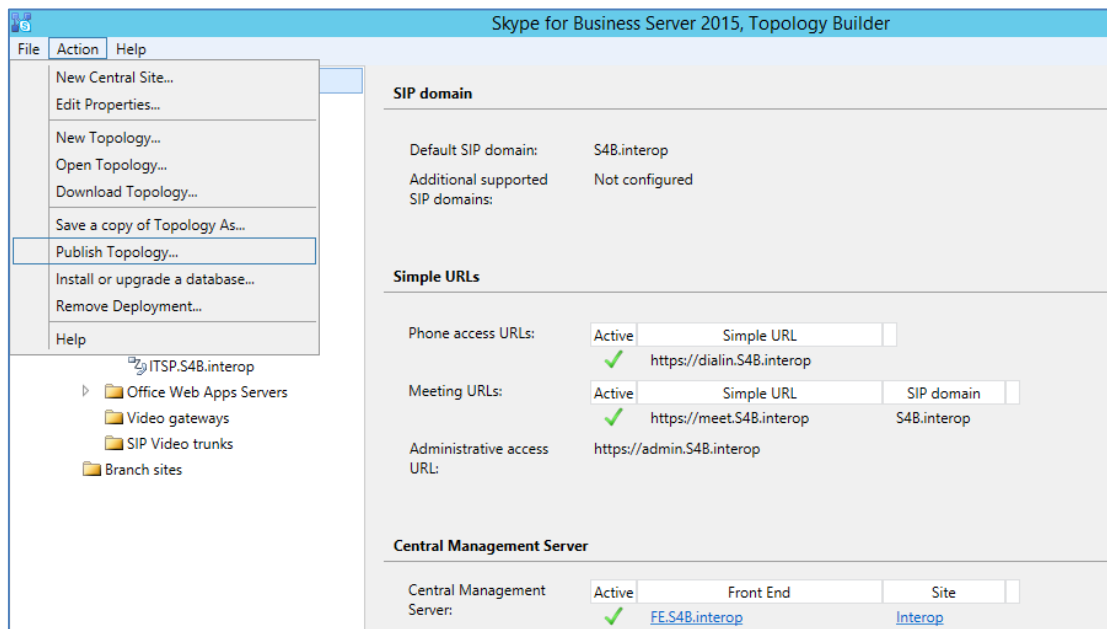 Skype for Business Server 2015, Topology Builder
File Action Help
New Central Site...
Edit Properties...
New Topology...
Open Topology...
Download Topology...
Save a copy of Topology As...
Publish Topology...
Install or upgrade a database...
Remove Deployment...
Help
ITSP.S4B.interop
Office Web Apps Servers
Video gateways
SIP Video trunks
Branch sites
SIP domain
Default SIP domain: S4B.interop
Additional supported Not configured
SIP domains:
Simple URLs
Phone access URLs: Active Simple URL
https://dialin.S4B.interop
Meeting URLs: Active Simple URL SIP domain
https://meet.S4B.interop S4B.interop
Administrative access https://admin.S4B.interop
URL:
Central Management Server
Central Management Active Front End Site
Server: FE.S4B.interop Interop